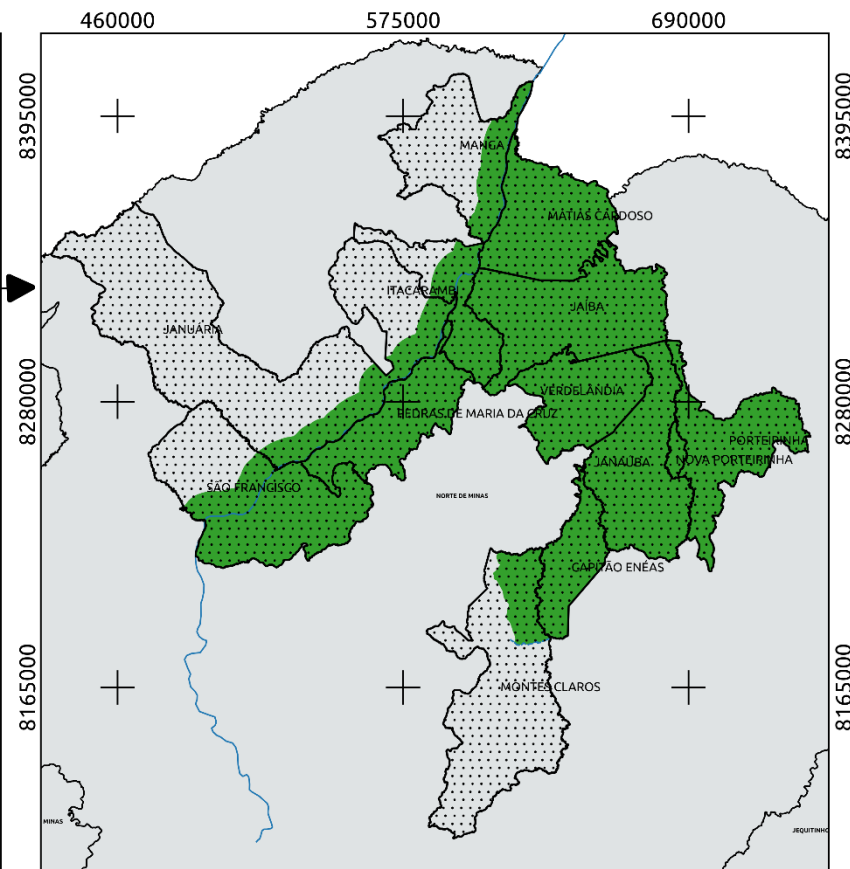 460000 575000 690000
8395000 8395000
MANGA
MATIAS CARDOSO
ITACARAMBI
JAÍBA
JANUÁRIA
8280000 8280000
VERDELÂNDIA
PEDRAS DE MARIA DA CRUZ
PORTEIRINHA
JANAÚBA NOVA PORTEIRINHA
SÃO FRANCISCO
NORTE DE MINAS
CAPITÃO ENÉAS
8165000 8165000
MONTES CLAROS
MINAS
JEQUITINHO